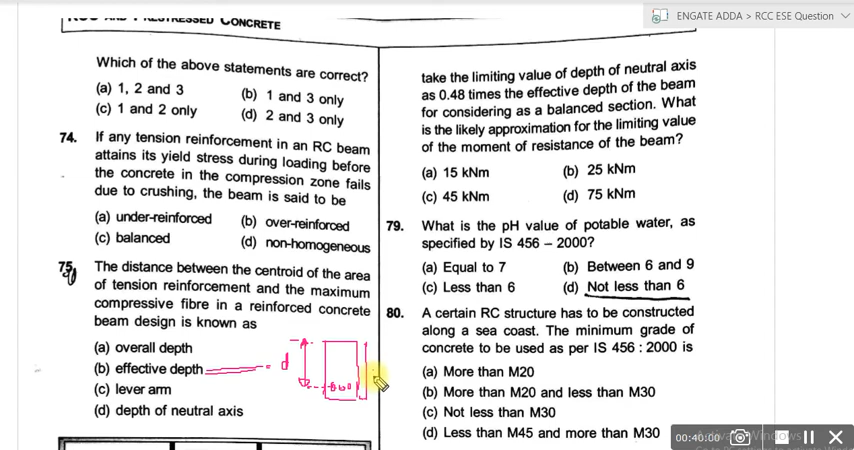 RCC AND PRESTRESSED CONCRETE
ENGATE ADDA > RCC ESE Question
Which of the above statements are correct?
(a) 1, 2 and 3
(b) 1 and 3 only
(c) 1 and 2 only
(d) 2 and 3 only
74. If any tension reinforcement in an RC beam
attains its yield stress during loading before
the concrete in the compression zone fails
due to crushing, the beam is said to be
(a) under-reinforced
(b) over-reinforced
(c) balanced
(d) non-homogeneous
75. The distance between the centroid of the area
of tension reinforcement and the maximum
compressive fibre in a reinforced concrete
beam design is known as
(a) overall depth
(b) effective depth = d
(c) lever arm
(d) depth of neutral axis
take the limiting value of depth of neutral axis
as 0.48 times the effective depth of the beam
for considering as a balanced section. What
is the likely approximation for the limiting value
of the moment of resistance of the beam?
(a) 15 kNm
(b) 25 kNm
(c) 45 kNm
(d) 75 kNm
79. What is the pH value of potable water, as
specified by IS 456 – 2000?
(a) Equal to 7
(b) Between 6 and 9
(c) Less than 6
(d) Not less than 6
80. A certain RC structure has to be constructed
along a sea coast. The minimum grade of
concrete to be used as per IS 456 : 2000 is
(a) More than M20
(b) More than M20 and less than M30
(c) Not less than M30
(d) Less than M45 and more than M30
00:40:00